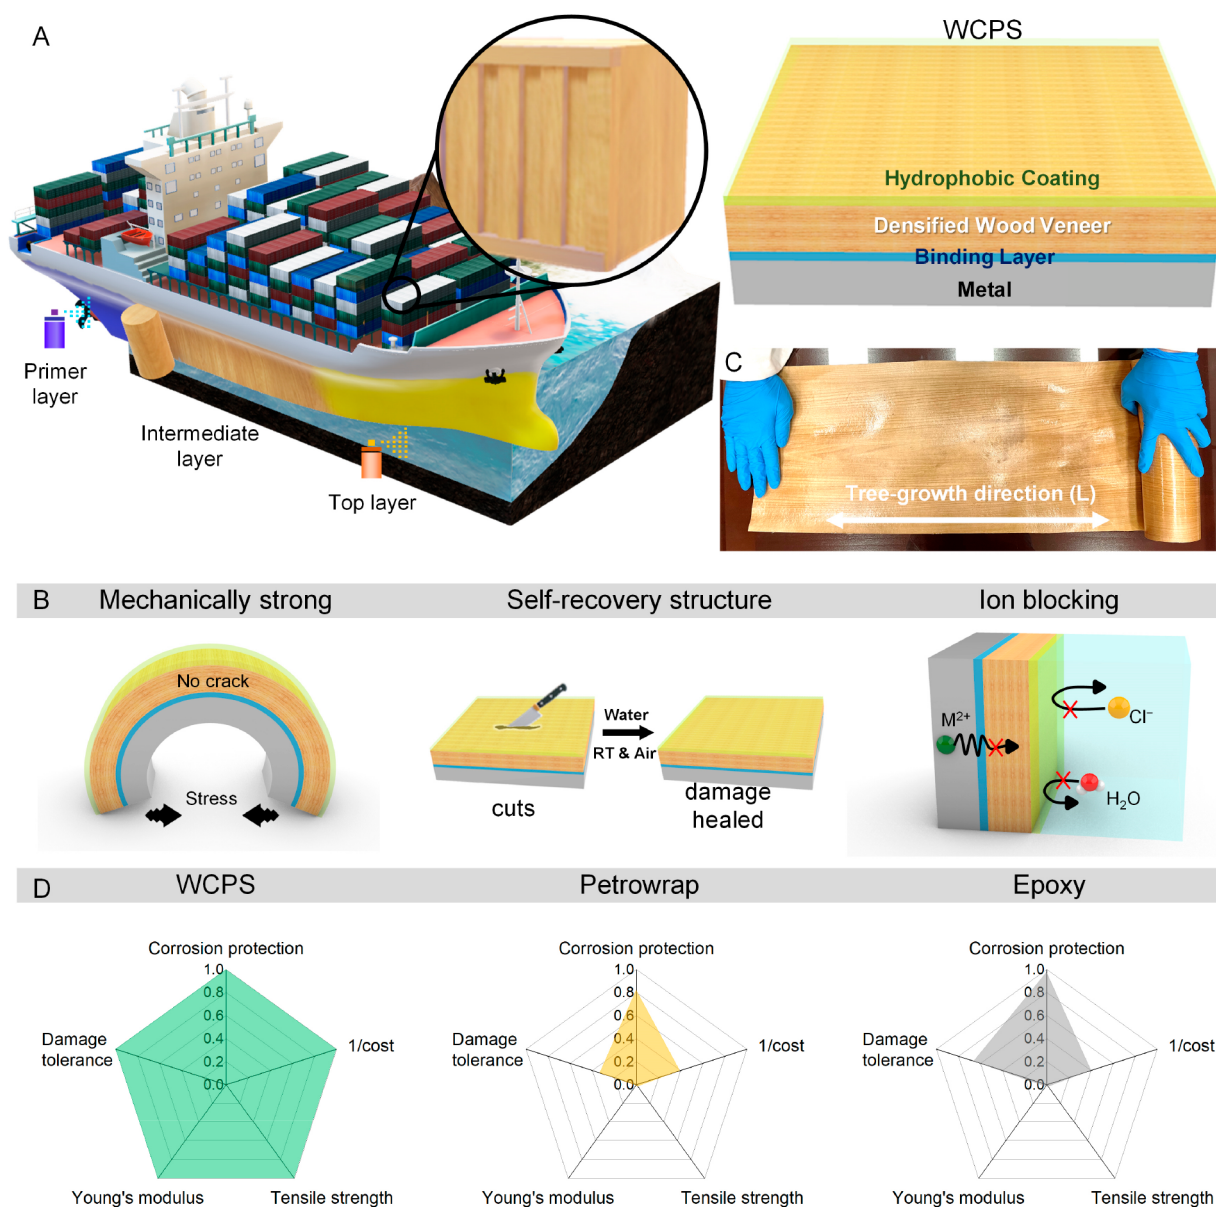 A
WCPS
Hydrophobic Coating
Densified Wood Veneer
Binding Layer
Metal
Primer
layer
Intermediate
layer
Top layer
C
Tree-growth direction (L)
B
Mechanically strong
Self-recovery structure
Ion blocking
No crack
Stress
Water
RT & Air
cuts
damage
healed
M²⁺
Cl⁻
H₂O
D
WCPS
Petrowrap
Epoxy
Corrosion protection
1.0
0.8
0.6
0.4
0.2
0.0
Damage
tolerance
1/cost
Young's modulus
Tensile strength
Corrosion protection
1.0
0.8
0.6
0.4
0.2
0.0
Damage
tolerance
1/cost
Young's modulus
Tensile strength
Corrosion protection
1.0
0.8
0.6
0.4
0.2
0.0
Damage
tolerance
1/cost
Young's modulus
Tensile strength